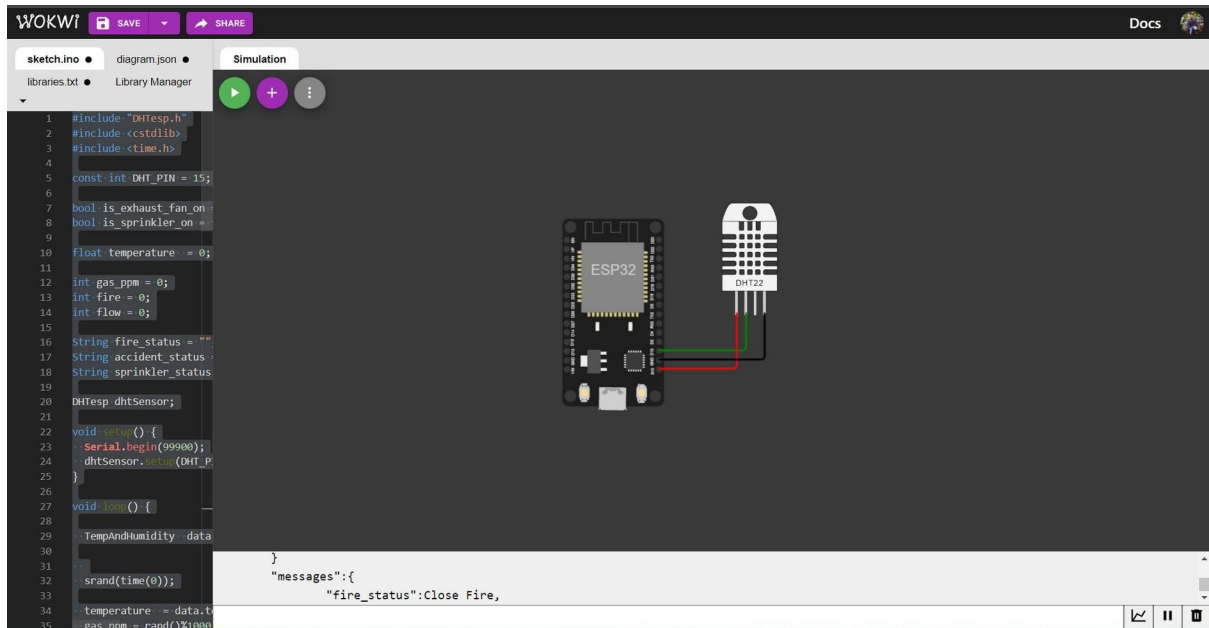 WOKWI SAVE SHARE Docs
sketch.ino ● diagram.json ● Simulation
libraries.txt ● Library Manager
1 #include "DHTesp.h"
2 #include <cstdlib>
3 #include <time.h>
4
5 const int DHT_PIN = 15;
6
7 bool is_exhaust_fan_on =
8 bool is_sprinkler_on =
9
10 float temperature  = 0;
11
12 int gas_ppm = 0;
13 int fire = 0;
14 int flow = 0;
15
16 String fire_status = ""
17 String accident_status =
18 String sprinkler_status
19
20 DHTesp dhtSensor;
21
22 void setup() {
23   Serial.begin(99900);
24   dhtSensor.setup(DHT_P
25 }
26
27 void loop() {
28
29   TempAndHumidity  data
30
31
32   srand(time(0));
33
34   temperature  = data.t
35   gas_ppm = rand()%1000
ESP32
DHT22
}
"messages":{
"fire_status":Close Fire,